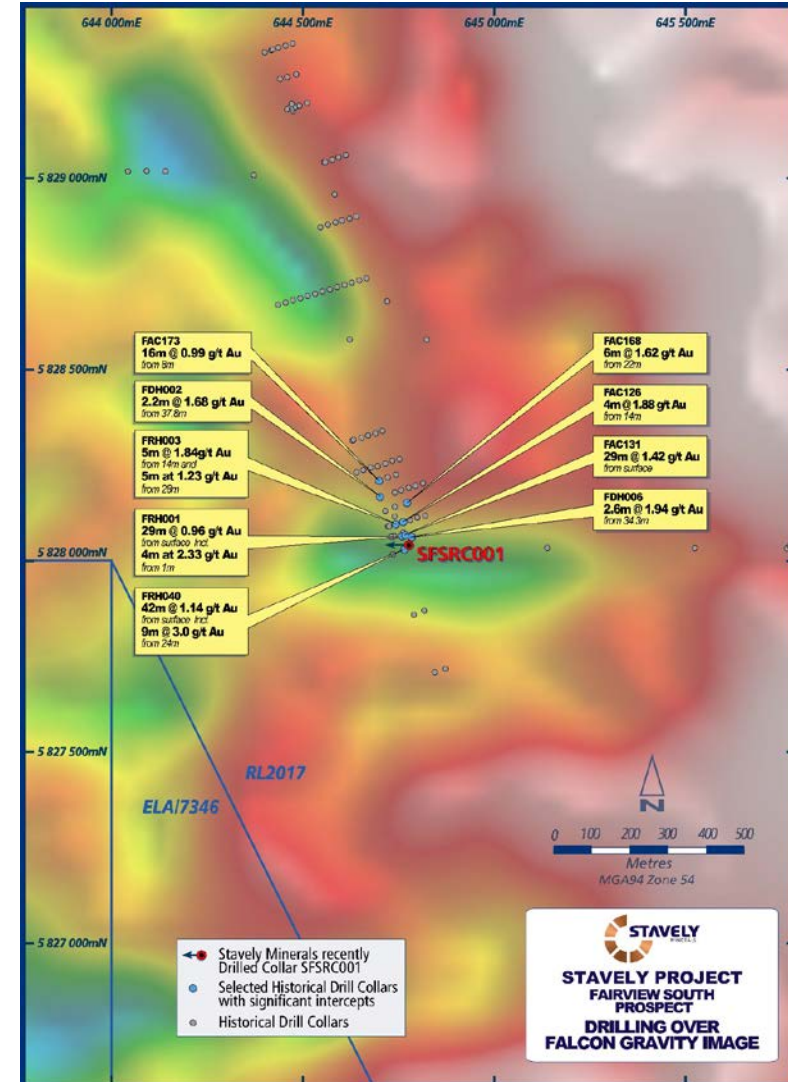 644 000mE
644 500mE
645 000mE
645 500mE
5 829 000mN
5 828 500mN
5 828 000mN
5 827 500mN
5 827 000mN
FAC173
16m @ 0.99 g/t Au
from 8m
FDH002
2.2m @ 1.68 g/t Au
from 37.8m
FRH003
5m @ 1.84g/t Au
from 14m and
5m at 1.23 g/t Au
from 29m
FRH001
29m @ 0.96 g/t Au
from surface incl.
4m at 2.33 g/t Au
from 1m
FRH040
42m @ 1.14 g/t Au
from surface incl.
9m @ 3.0 g/t Au
from 24m
FAC168
6m @ 1.62 g/t Au
from 22m
FAC126
4m @ 1.88 g/t Au
from 14m
FAC131
29m @ 1.42 g/t Au
from surface
FDH006
2.6m @ 1.94 g/t Au
from 34.3m
SFSRC001
RL2017
ELA/7346
N
0 100 200 300 400 500
Metres
MGA94 Zone 54
Stavely Minerals recently
Drilled Collar SFSRC001
Selected Historical Drill Collars
with significant intercepts
Historical Drill Collars
STAVELY
MINERALS
STAVELY PROJECT
FAIRVIEW SOUTH
PROSPECT
DRILLING OVER
FALCON GRAVITY IMAGE